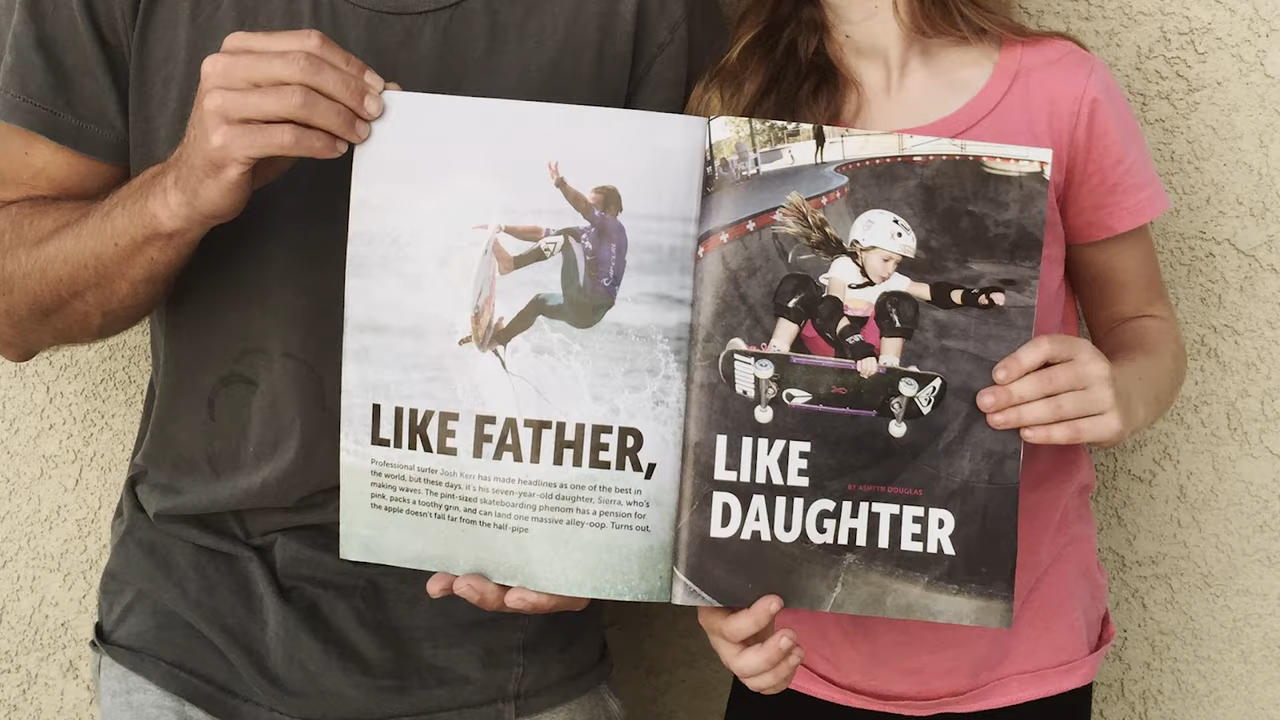 LIKE FATHER,
Professional surfer Josh Kerr has made headlines as one of the best in
the world, but these days, it's his seven-year-old daughter, Sierra, who's
making waves. The pint-sized skateboarding phenom has a pension for
pink, packs a toothy grin, and can land one massive alley-oop. Turns out,
the apple doesn't fall far from the half-pipe.
LIKE
BY ASHTYN DOUGLAS
DAUGHTER